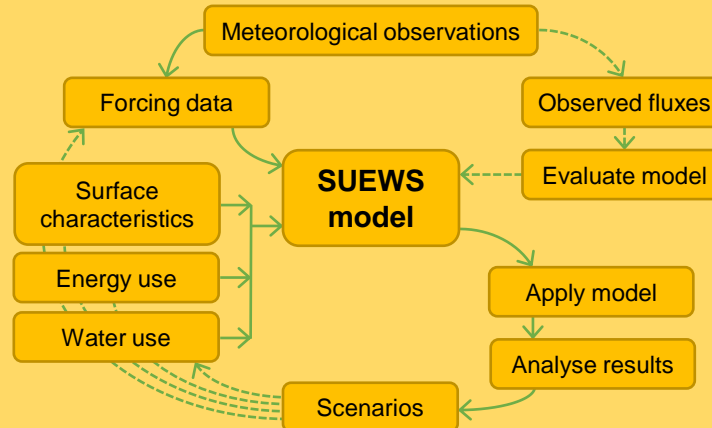 Meteorological observations
Forcing data
Observed fluxes
SUEWS
model
Evaluate model
Surface
characteristics
Energy use
Water use
Apply model
Analyse results
Scenarios